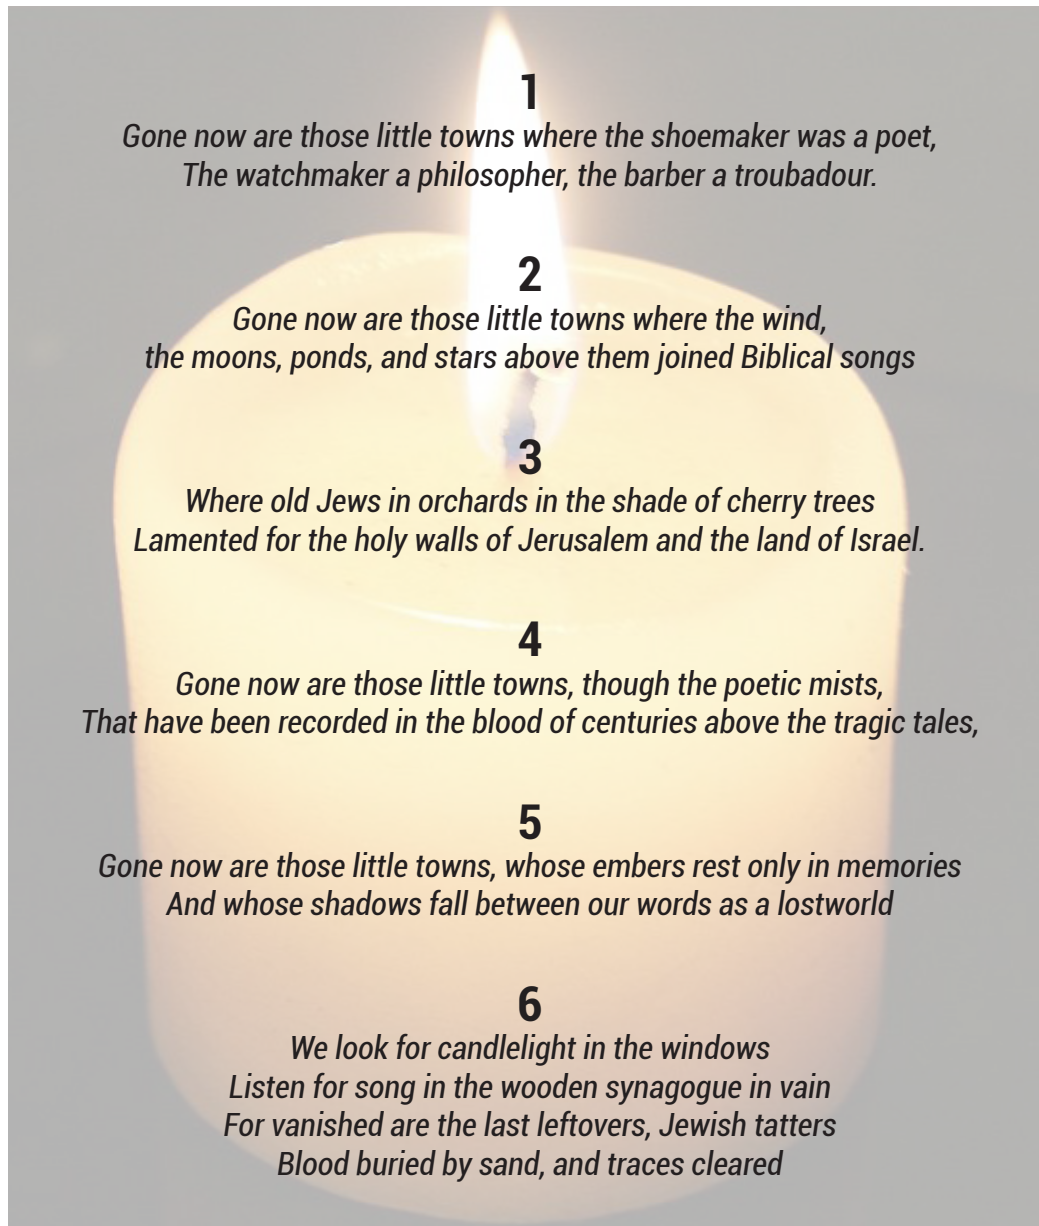 1
Gone now are those little towns where the shoemaker was a poet,
The watchmaker a philosopher, the barber a troubadour.
2
Gone now are those little towns where the wind,
the moons, ponds, and stars above them joined Biblical songs
3
Where old Jews in orchards in the shade of cherry trees
Lamented for the holy walls of Jerusalem and the land of Israel.
4
Gone now are those little towns, though the poetic mists,
That have been recorded in the blood of centuries above the tragic tales,
5
Gone now are those little towns, whose embers rest only in memories
And whose shadows fall between our words as a lostworld
6
We look for candlelight in the windows
Listen for song in the wooden synagogue in vain
For vanished are the last leftovers, Jewish tatters
Blood buried by sand, and traces cleared